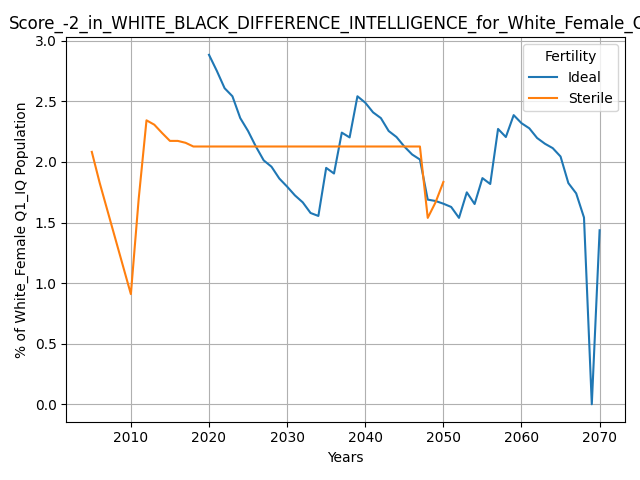 Score_-2_in_WHITE_BLACK_DIFFERENCE_INTELLIGENCE_for_White_Female_
3.0
2.5
2.0
1.5
1.0
0.5
0.0
% of White_Female Q1_IQ Population
Fertility
Ideal
Sterile
2010 2020 2030 2040 2050 2060 2070
Years